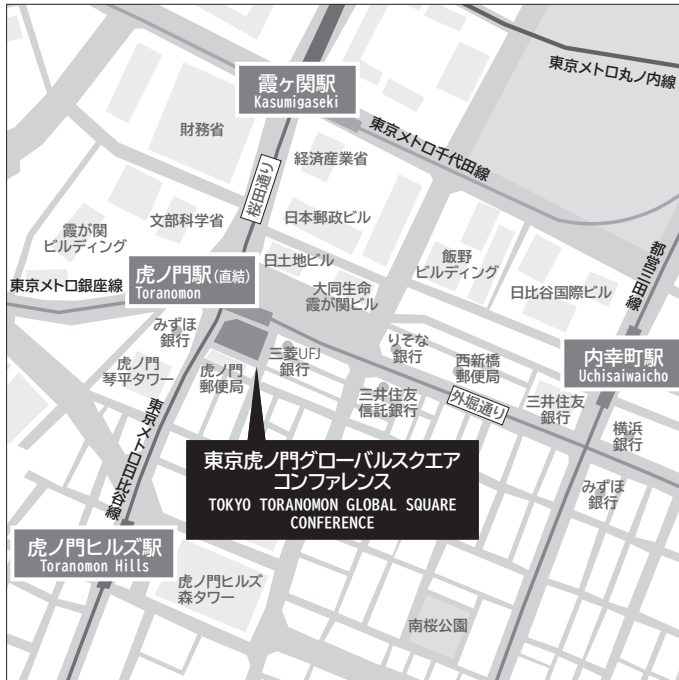 東京メトロ丸ノ内線
霞ヶ関駅
Kasumigaseki
東京メトロ千代田線
財務省
経済産業省
桜田通り
文部科学省
日本郵政ビル
霞が関
ビルディング
日土地ビル
飯野
ビルディング
都営三田線
虎ノ門駅(直結)
Toranomon
東京メトロ銀座線
大同生命
霞が関ビル
日比谷国際ビル
みずほ
銀行
虎ノ門
琴平タワー
虎ノ門
郵便局
三菱UFJ
銀行
りそな
銀行
西新橋
郵便局
内幸町駅
Uchisaiwaicho
三井住友
信託銀行
外堀通り
三井住友
銀行
横浜
銀行
東京メトロ日比谷線
東京虎ノ門グローバルスクエア
コンファレンス
TOKYO TORANOMON GLOBAL SQUARE
CONFERENCE
みずほ
銀行
虎ノ門ヒルズ駅
Toranomon Hills
虎ノ門ヒルズ
森タワー
南桜公園